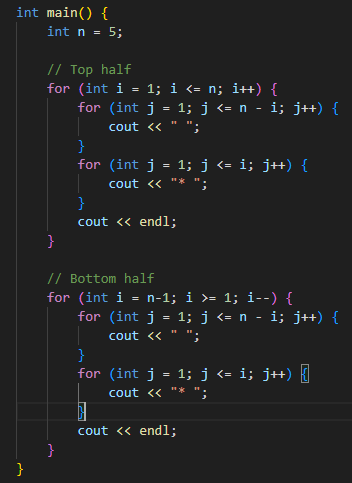 int main() {
    int n = 5;

    // Top half
    for (int i = 1; i <= n; i++) {
        for (int j = 1; j <= n - i; j++) {
            cout << " ";
        }
        for (int j = 1; j <= i; j++) {
            cout << "* ";
        }
        cout << endl;
    }

    // Bottom half
    for (int i = n-1; i >= 1; i--) {
        for (int j = 1; j <= n - i; j++) {
            cout << " ";
        }
        for (int j = 1; j <= i; j++) {
            cout << "* ";
        }
        cout << endl;
    }
}